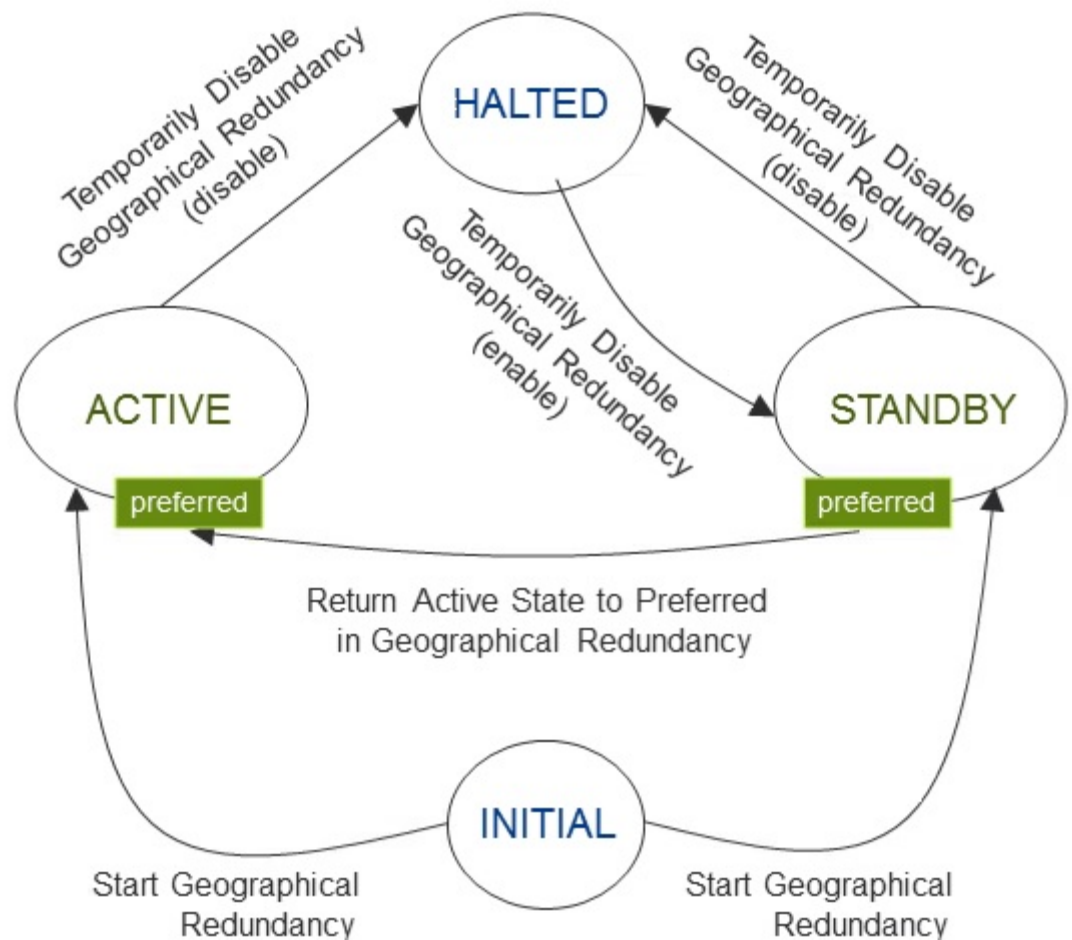 Temporarily Disable
Geographical Redundancy
(disable)
HALTED
Temporarily Disable
Geographical Redundancy
(disable)
Temporarily Disable
Geographical Redundancy
(enable)
ACTIVE
preferred
STANDBY
preferred
Return Active State to Preferred
in Geographical Redundancy
INITIAL
Start Geographical
Redundancy
Start Geographical
Redundancy